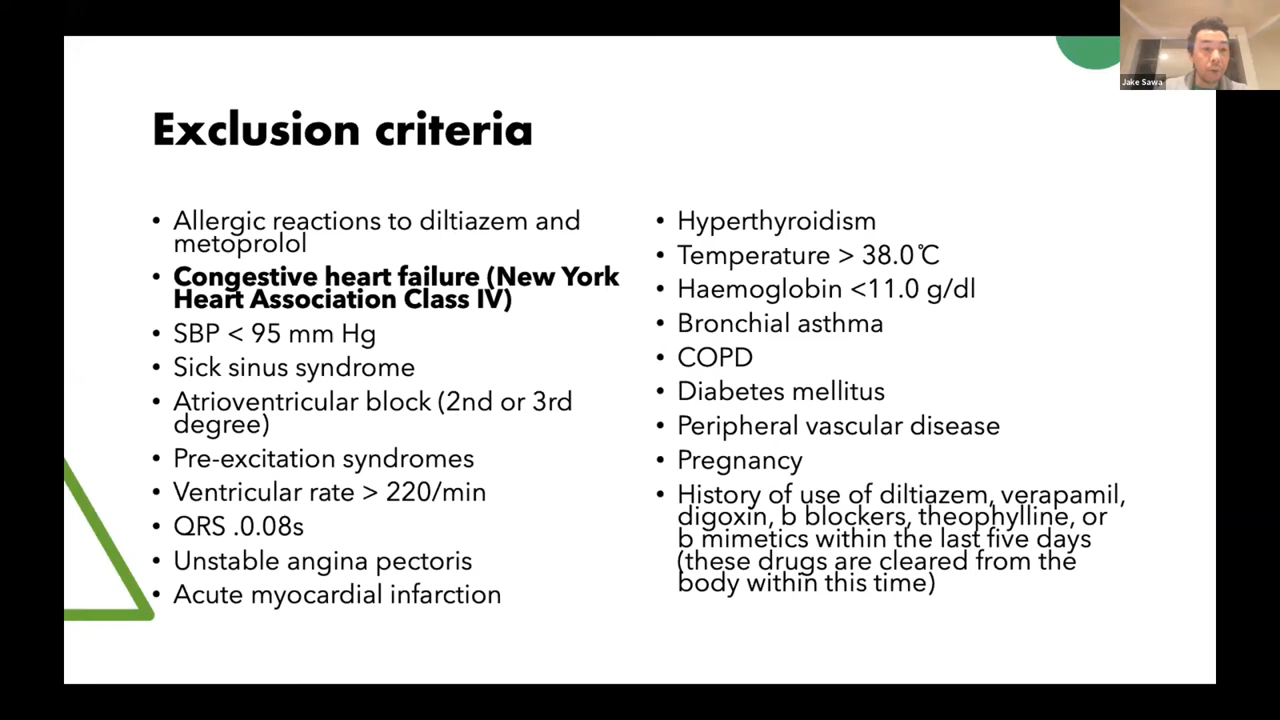 Jake Sawa
Exclusion criteria
• Allergic reactions to diltiazem and
metoprolol
• Congestive heart failure (New York
Heart Association Class IV)
• SBP < 95 mm Hg
• Sick sinus syndrome
• Atrioventricular block (2nd or 3rd
degree)
• Pre-excitation syndromes
• Ventricular rate > 220/min
• QRS .0.08s
• Unstable angina pectoris
• Acute myocardial infarction
• Hyperthyroidism
• Temperature > 38.0℃
• Haemoglobin <11.0 g/dl
• Bronchial asthma
• COPD
• Diabetes mellitus
• Peripheral vascular disease
• Pregnancy
• History of use of diltiazem, verapamil,
digoxin, b blockers, theophylline, or
b mimetics within the last five days
(these drugs are cleared from the
body within this time)